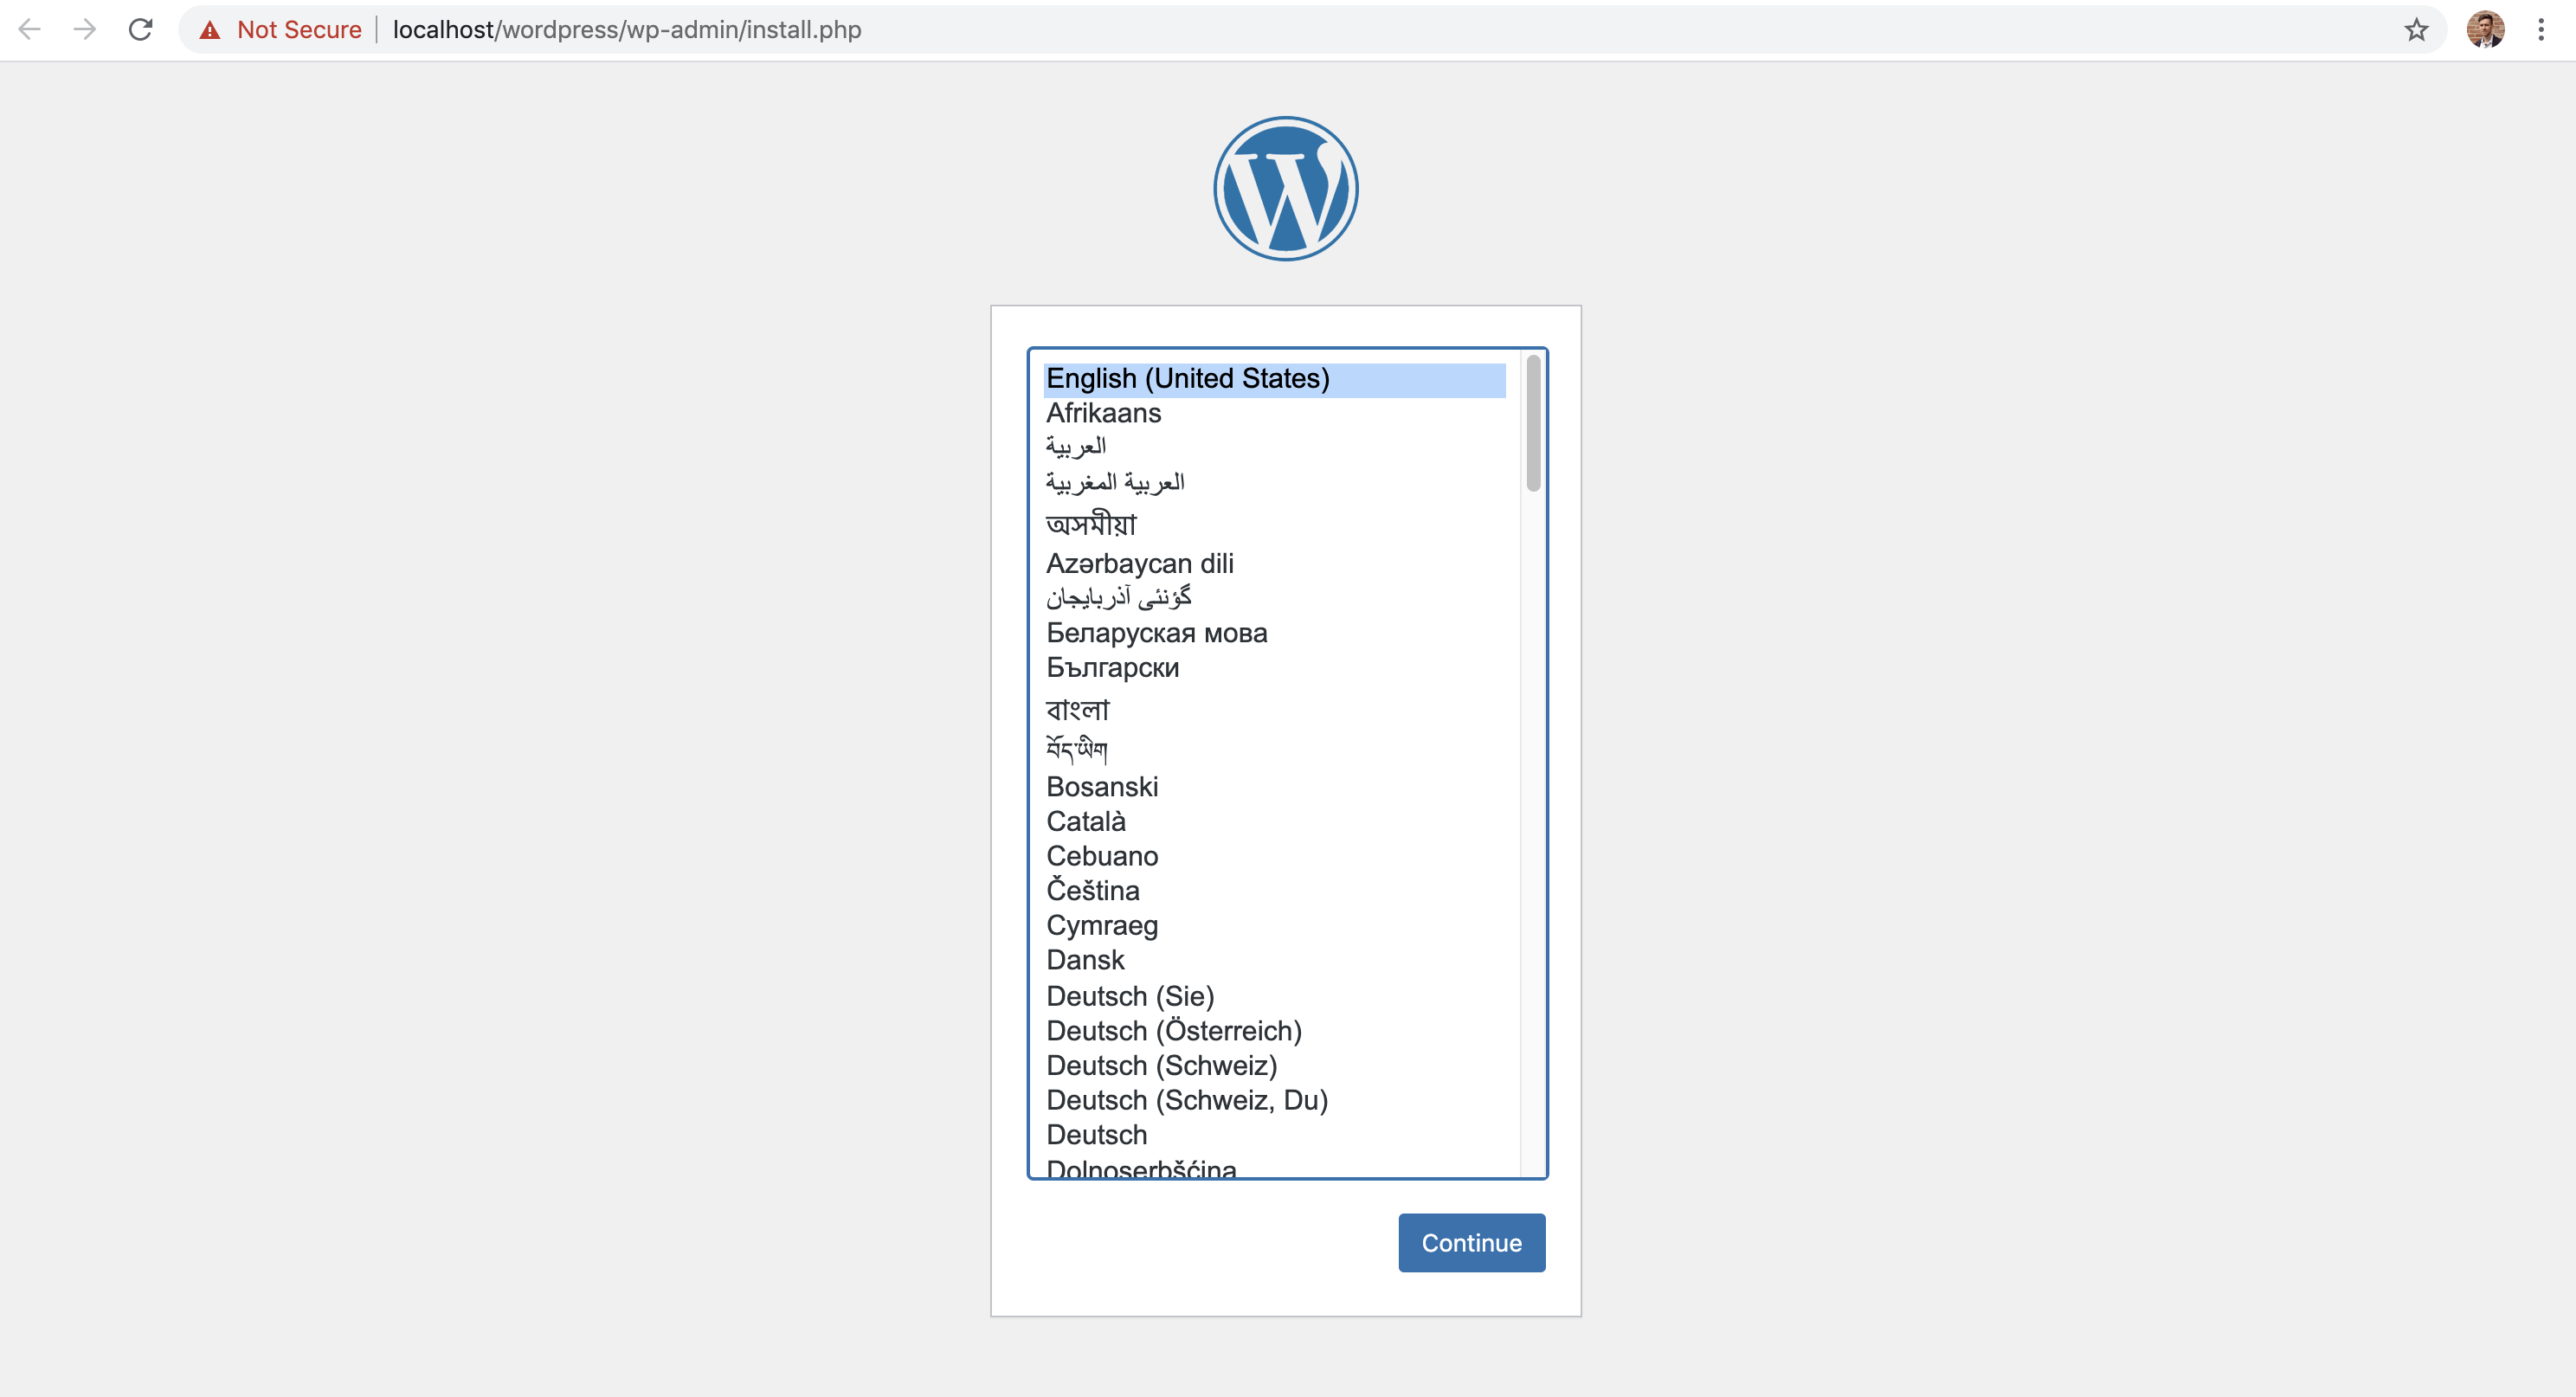 Not Secure localhost/wordpress/wp-admin/install.php
English (United States)
Afrikaans
العربية
العربية المغربية
অসমীয়া
Azərbaycan dili
گؤنئی آذربایجان
Беларуская мова
Български
বাংলা
བོད་ཡིག
Bosanski
Català
Cebuano
Čeština
Cymraeg
Dansk
Deutsch (Sie)
Deutsch (Österreich)
Deutsch (Schweiz)
Deutsch (Schweiz, Du)
Deutsch
Dolnoserbšćina
Continue